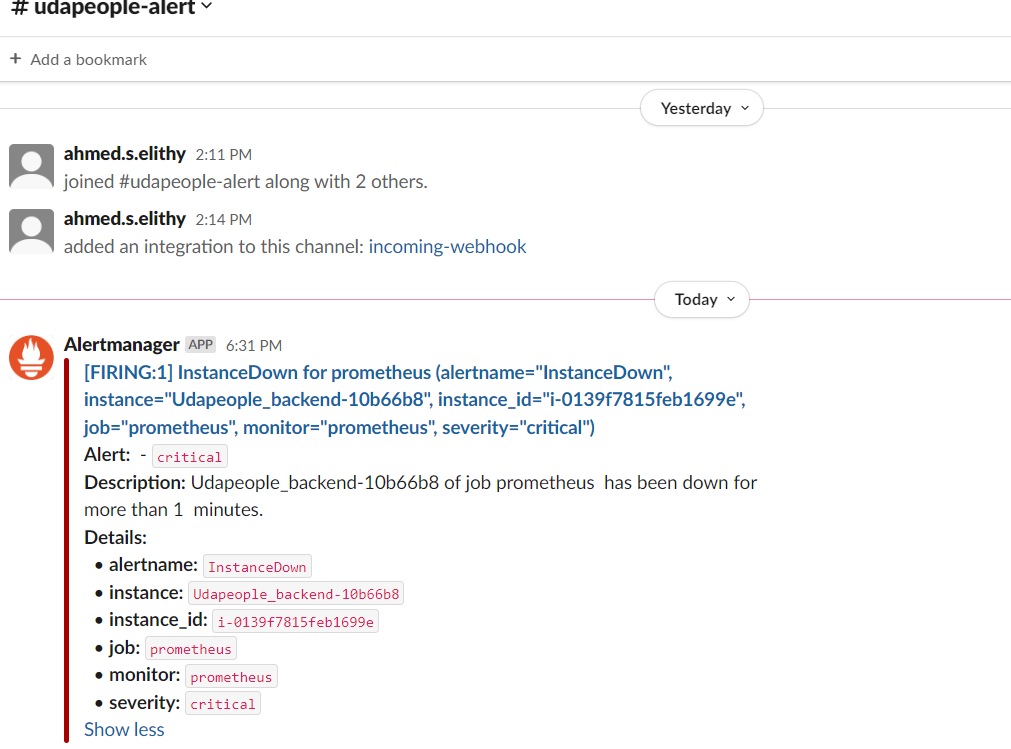 # udapeople-alert
+ Add a bookmark
Yesterday
ahmed.s.elithy 2:11 PM
joined #udapeople-alert along with 2 others.
ahmed.s.elithy 2:14 PM
added an integration to this channel: incoming-webhook
Today
Alertmanager APP 6:31 PM
[FIRING:1] InstanceDown for prometheus (alertname="InstanceDown",
instance="Udapeople_backend-10b66b8", instance_id="i-0139f7815feb1699e",
job="prometheus", monitor="prometheus", severity="critical")
Alert: - critical
Description: Udapeople_backend-10b66b8 of job prometheus has been down for
more than 1 minutes.
Details:
• alertname: InstanceDown
• instance: Udapeople_backend-10b66b8
• instance_id: i-0139f7815feb1699e
• job: prometheus
• monitor: prometheus
• severity: critical
Show less